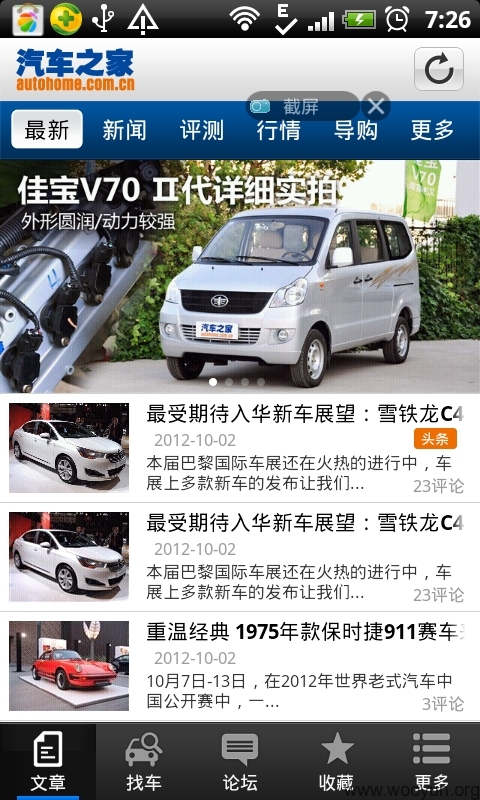 7:26
汽车之家
autohome.com.cn
截屏
最新 新闻 评测 行情 导购 更多
佳宝V70 II代详细实拍
外形圆润/动力较强
V70
汽车之家
最受期待入华新车展望：雪铁龙C4
2012-10-02
头条
本届巴黎国际车展还在火热的进行中，车
展上多款新车的发布让我们...
23评论
最受期待入华新车展望：雪铁龙C4
2012-10-02
本届巴黎国际车展还在火热的进行中，车
展上多款新车的发布让我们...
23评论
重温经典 1975年款保时捷911赛车
2012-10-02
10月7日-13日，在2012年世界老式汽车中
国公开赛中，一...
3评论
文章 找车 论坛 收藏 更多
www.wooyun.org